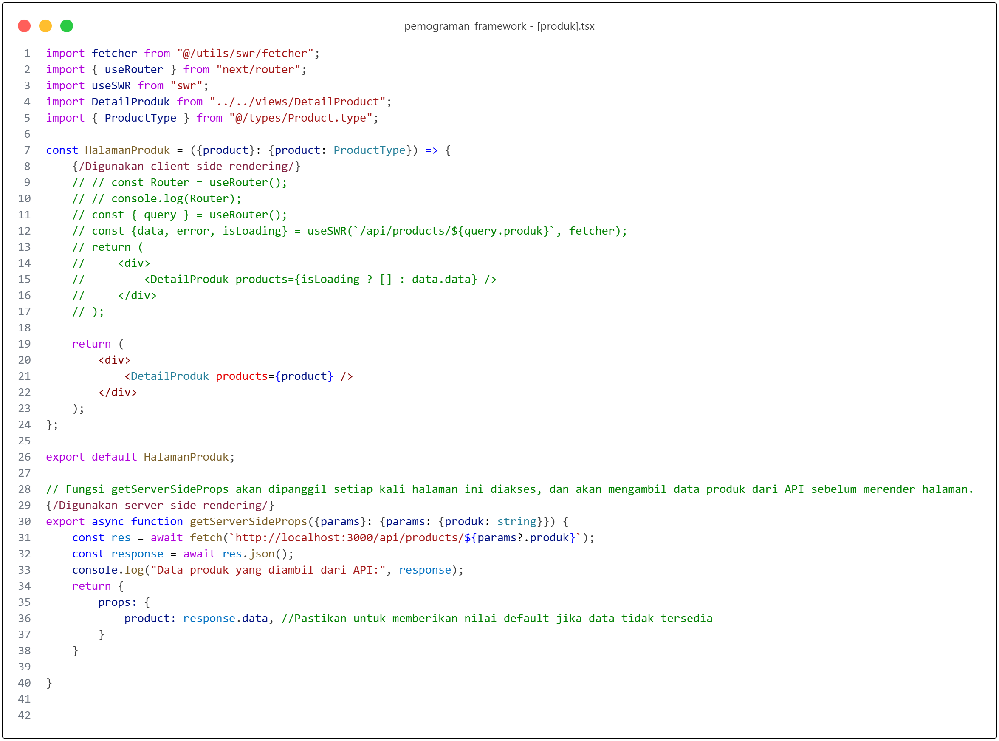 pemograman_framework - [produk].tsx
1 import fetcher from "@/utils/swr/fetcher";
2 import { useRouter } from "next/router";
3 import useSWR from "swr";
4 import DetailProduk from "../../views/DetailProduct";
5 import { ProductType } from "@/types/Product.type";
6
7 const HalamanProduk = ({product}: {product: ProductType}) => {
8     {/Digunakan client-side rendering/}
9     // // const Router = useRouter();
10     // // console.log(Router);
11     // const { query } = useRouter();
12     // const {data, error, isLoading} = useSWR(`/api/products/${query.produk}`, fetcher);
13     // return (
14     //     <div>
15     //         <DetailProduk products={isLoading ? [] : data.data} />
16     //     </div>
17     // );
18
19     return (
20         <div>
21             <DetailProduk products={product} />
22         </div>
23     );
24 };
25
26 export default HalamanProduk;
27
28 // Fungsi getServerSideProps akan dipanggil setiap kali halaman ini diakses, dan akan mengambil data produk dari API sebelum merender halaman.
29 {/Digunakan server-side rendering/}
30 export async function getServerSideProps({params}: {params: {produk: string}}) {
31     const res = await fetch(`http://localhost:3000/api/products/${params?.produk}`);
32     const response = await res.json();
33     console.log("Data produk yang diambil dari API:", response);
34     return {
35         props: {
36             product: response.data, //Pastikan untuk memberikan nilai default jika data tidak tersedia
37         }
38     }
39
40 }
41
42